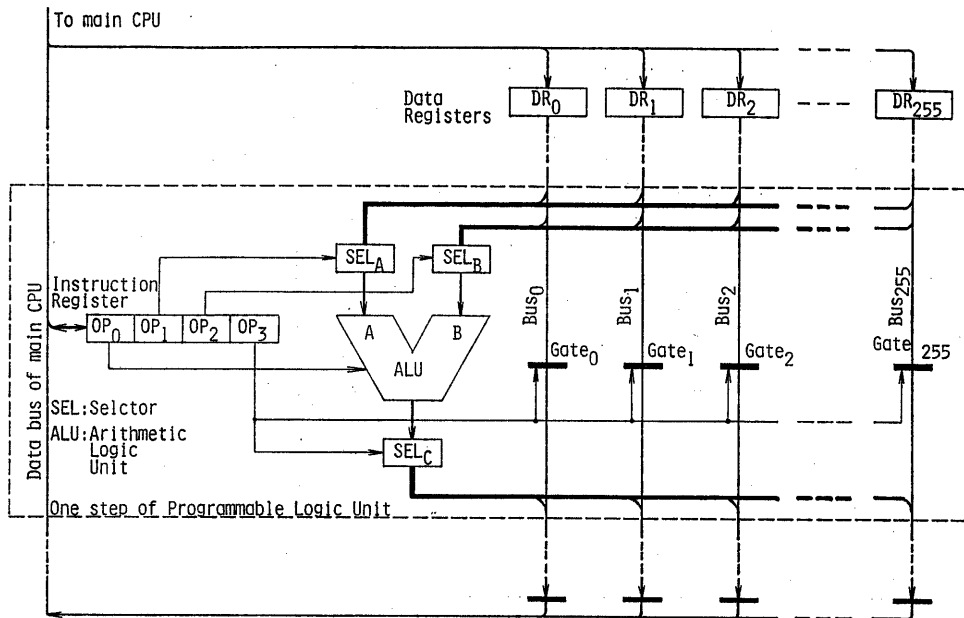 To main CPU
Data
Registers
DR0 DR1 DR2 DR255
SELA SELB
Instruction
Register
OP0 OP1 OP2 OP3
A B
ALU
Bus0 Bus1 Bus2 Bus255
Gate0 Gate1 Gate2 Gate255
SEL:Selctor
ALU:Arithmetic
Logic
Unit
SELC
Data bus of main CPU
One step of Programmable Logic Unit